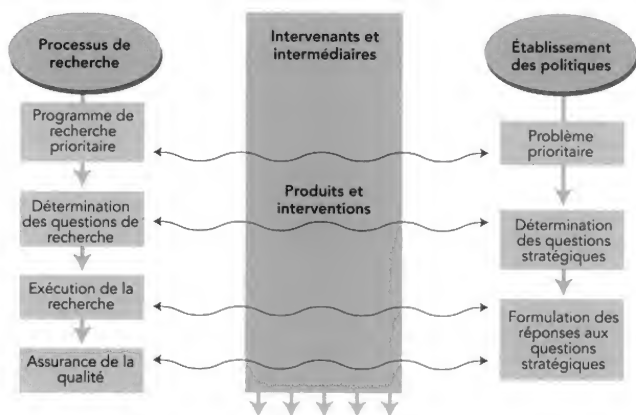 Processus de
recherche
Programme de
recherche
prioritaire
Détermination
des questions de
recherche
Exécution de la
recherche
Assurance de la
qualité
Intervenants et
intermédiaires
Produits et
interventions
Établissement
des politiques
Problème
prioritaire
Détermination
des questions
stratégiques
Formulation des
réponses aux
questions
stratégiques